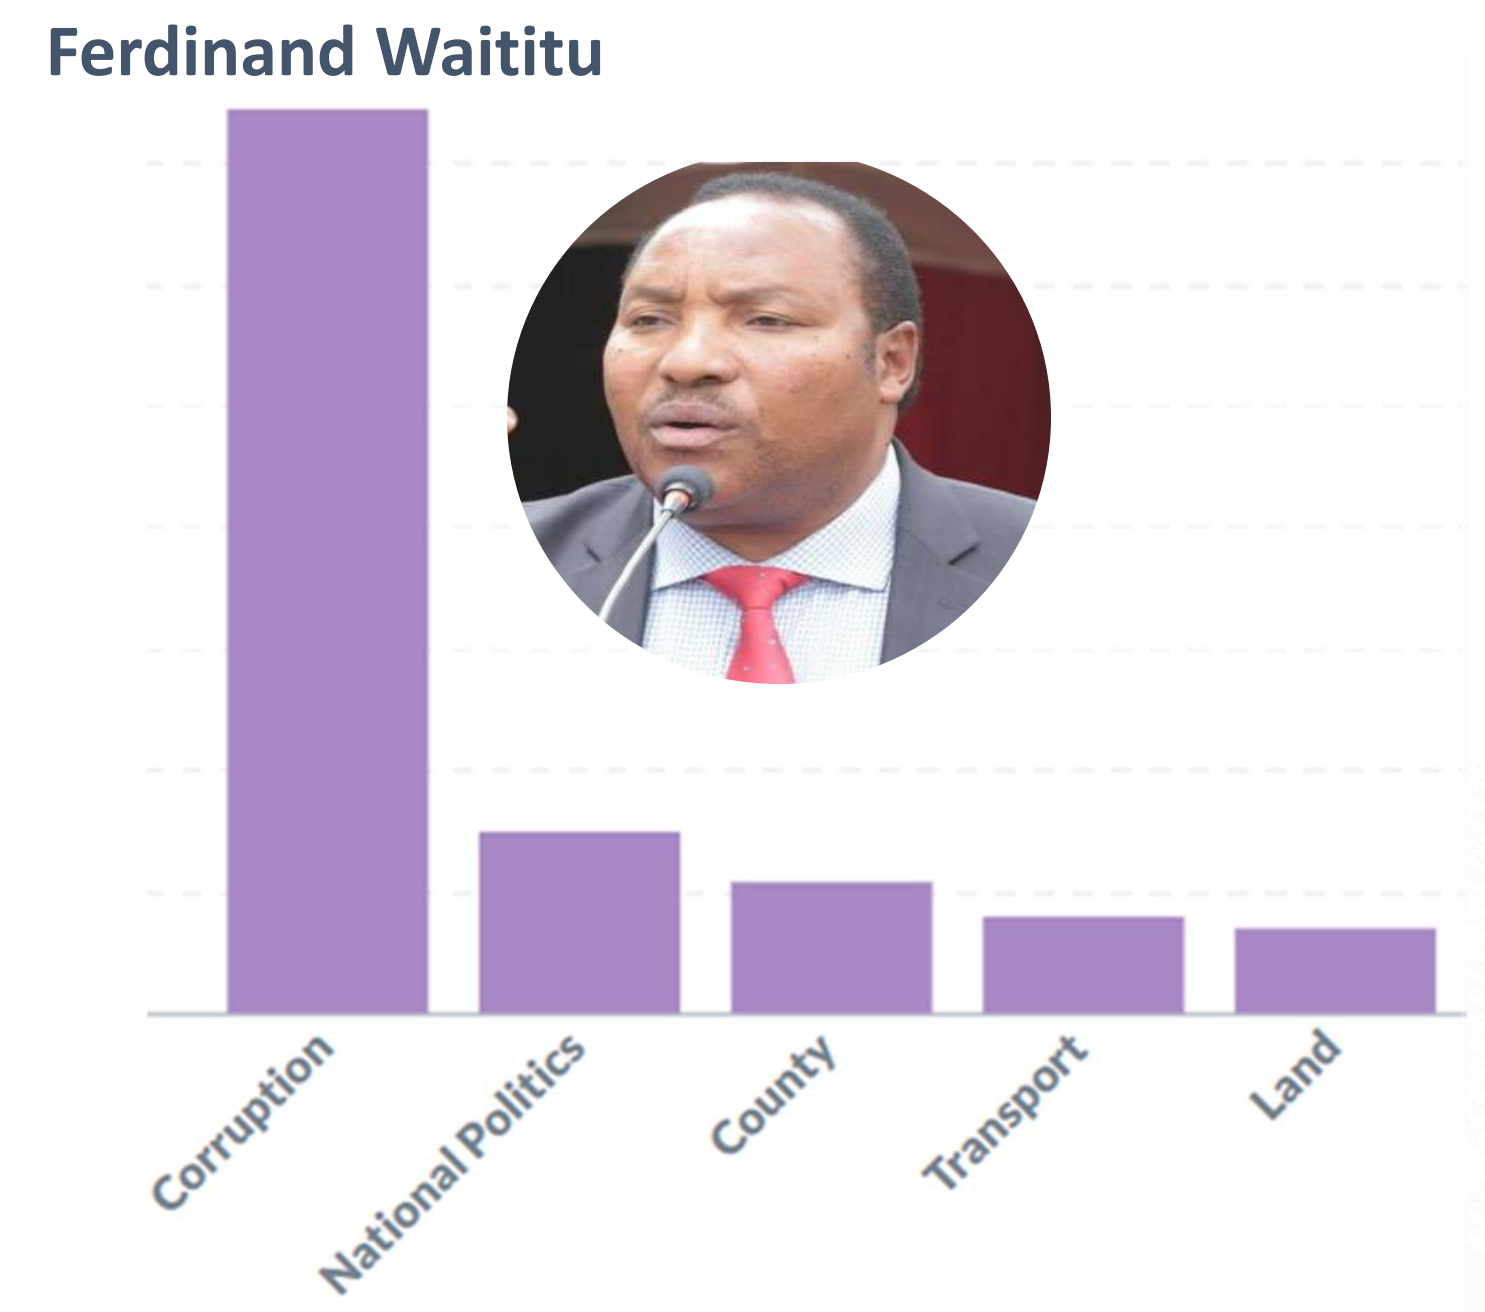 Ferdinand Waititu
Corruption
National Politics
County
Transport
Land